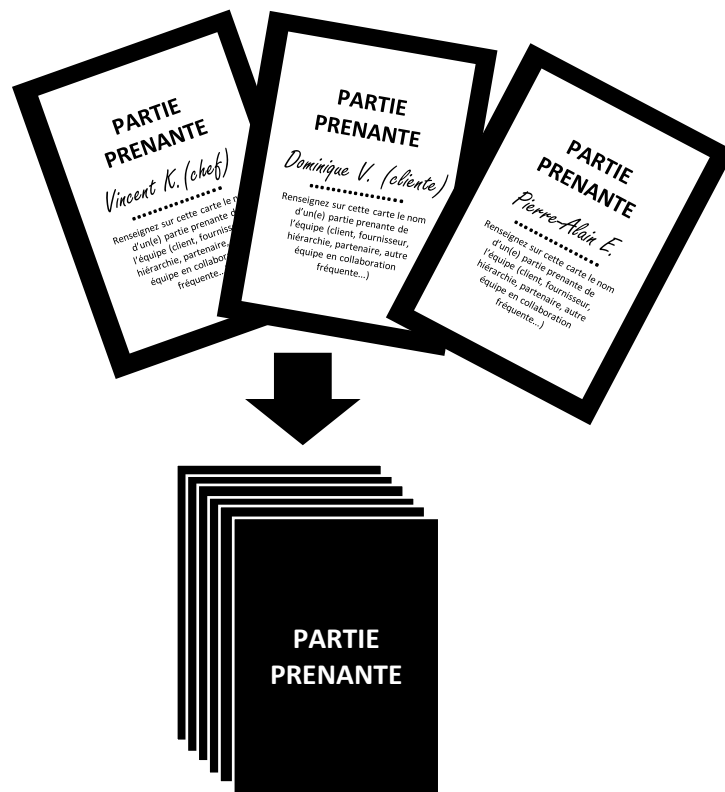 PARTIE
PRENANTE
Vincent K. (chef)
Renseignez sur cette carte le
d'un(e) partie prenante de
l'équipe (client, fournisseur,
hiérarchie, partenaire,
équipe en
fréquente...)
PARTIE
PRENANTE
Dominique V. (cliente)
Renseignez sur cette carte le nom
d'un(e) partie prenante de
l'équipe (client, fournisseur,
hiérarchie, partenaire, autre
équipe en collaboration
fréquente...)
PARTIE
PRENANTE
Pierre-Alain E.
Renseignez sur cette carte le nom
d'un(e) partie prenante de
l'équipe (client, fournisseur,
hiérarchie, partenaire, autre
équipe en collaboration
fréquente...)
PARTIE
PRENANTE